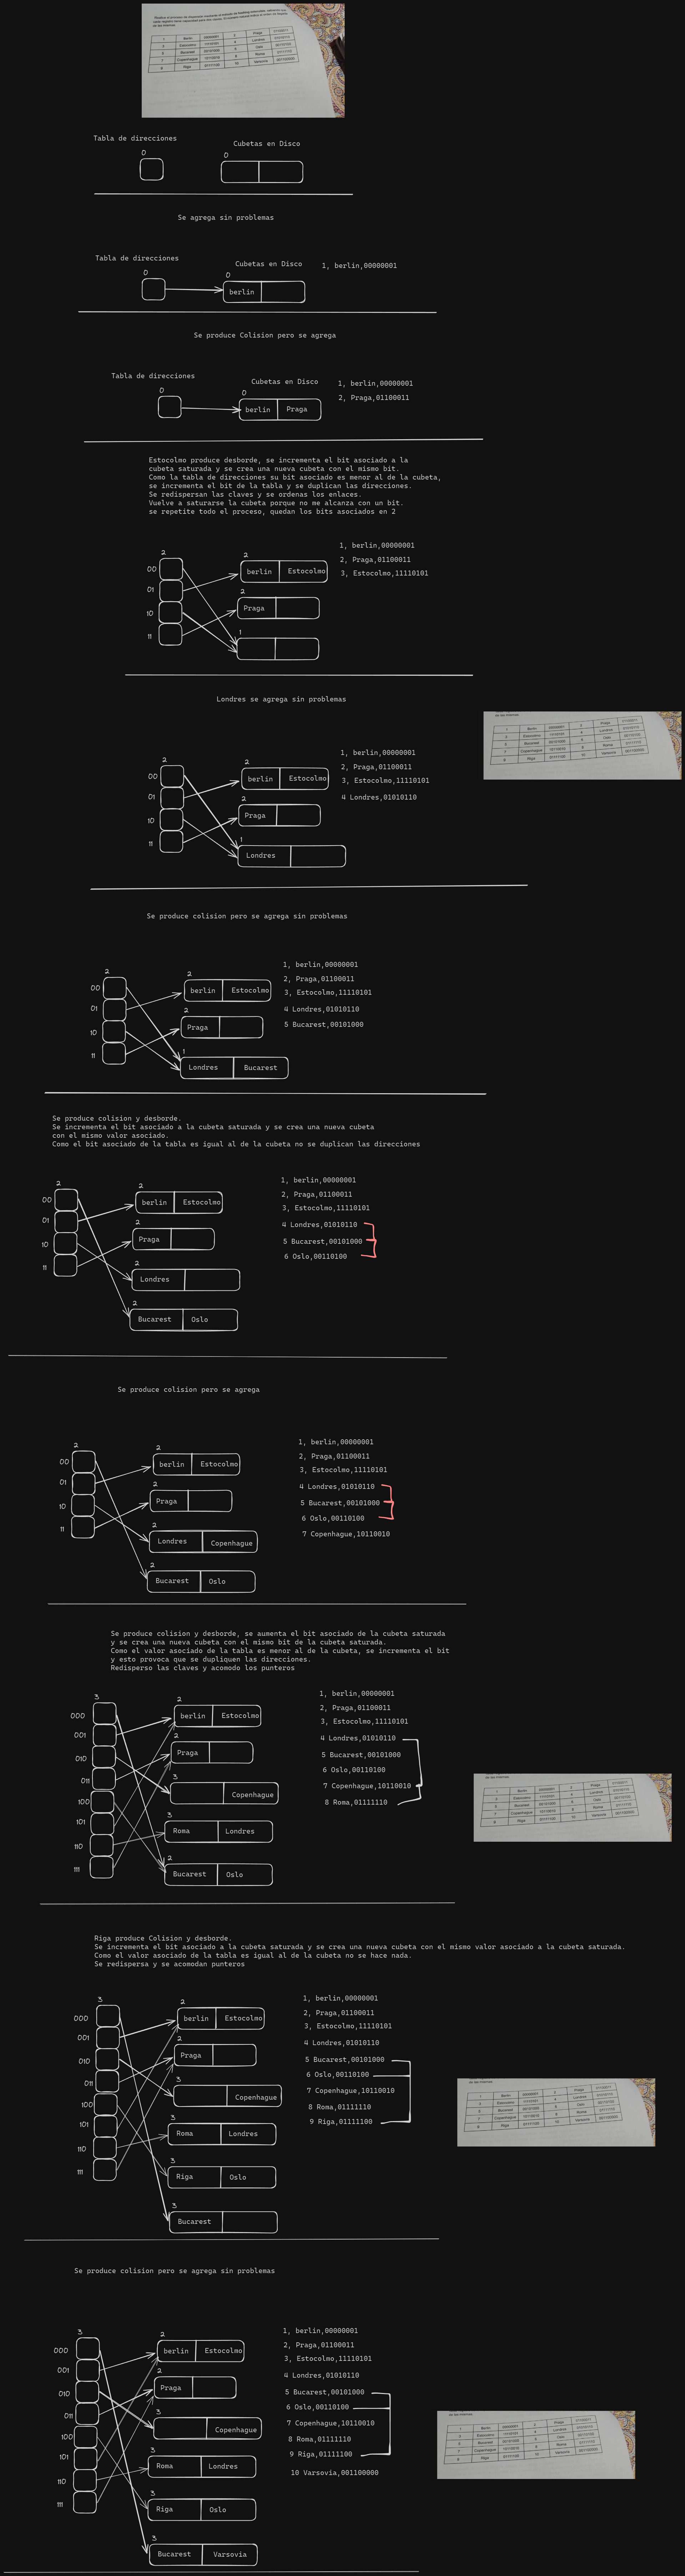 Tabla de direcciones
Cubetas en Disco
0
0
Se agrega sin problemas
Tabla de direcciones
Cubetas en Disco
1, berlin,00000001
0
0
berlin
Se produce Colision pero se agrega
Tabla de direcciones
Cubetas en Disco
1, berlin,00000001
0
0
2, Praga,01100011
berlin Praga
Estocolmo produce desborde, se incrementa el bit asociado a la
cubeta saturada y se crea una nueva cubeta con el mismo bit.
Como la tabla de direcciones su bit asociado es menor al de la cubeta,
se incrementa el bit de la tabla y se duplican las direcciones.
Se redispersan las claves y se ordenas los enlaces.
Vuelve a saturarse la cubeta porque no me alcanza con un bit.
se repetite todo el proceso, quedan los bits asociados en 2
1, berlin,00000001
2, Praga,01100011
3, Estocolmo,11110101
2
00
01
10
11
2
berlin Estocolmo
2
Praga
1
Londres se agrega sin problemas
1, berlin,00000001
2, Praga,01100011
3, Estocolmo,11110101
4 Londres,01010110
2
00
01
10
11
2
berlin Estocolmo
2
Praga
1
Londres
Se produce colision pero se agrega sin problemas
1, berlin,00000001
2, Praga,01100011
3, Estocolmo,11110101
4 Londres,01010110
5 Bucarest,00101000
2
00
01
10
11
2
berlin Estocolmo
2
Praga
1
Londres Bucarest
Se produce colision y desborde.
Se incrementa el bit asociado a la cubeta saturada y se crea una nueva cubeta
con el mismo valor asociado.
Como el bit asociado de la tabla es igual al de la cubeta no se duplican las direcciones
1, berlin,00000001
2, Praga,01100011
3, Estocolmo,11110101
4 Londres,01010110
5 Bucarest,00101000
6 Oslo,00110100
2
00
01
10
11
2
berlin Estocolmo
2
Praga
2
Londres
2
Bucarest Oslo
Se produce colision pero se agrega
1, berlin,00000001
2, Praga,01100011
3, Estocolmo,11110101
4 Londres,01010110
5 Bucarest,00101000
6 Oslo,00110100
7 Copenhague,10110010
2
00
01
10
11
2
berlin Estocolmo
2
Praga
2
Londres Copenhague
2
Bucarest Oslo
Se produce colision y desborde, se aumenta el bit asociado de la cubeta saturada
y se crea una nueva cubeta con el mismo bit de la cubeta saturada.
Como el valor asociado de la tabla es menor al de la cubeta, se incrementa el bit
y esto provoca que se dupliquen las direcciones.
Redisperso las claves y acomodo los punteros
1, berlin,00000001
2, Praga,01100011
3, Estocolmo,11110101
4 Londres,01010110
5 Bucarest,00101000
6 Oslo,00110100
7 Copenhague,10110010
8 Roma,01111110
3
000
001
010
011
100
101
110
111
2
berlin Estocolmo
2
Praga
3
Copenhague
3
Roma Londres
2
Bucarest Oslo
Riga produce Colision y desborde.
Se incrementa el bit asociado a la cubeta saturada y se crea una nueva cubeta con el mismo valor asociado a la cubeta saturada.
Como el valor asociado de la tabla es igual al de la cubeta no se hace nada.
Se redispersa y se acomodan punteros
1, berlin,00000001
2, Praga,01100011
3, Estocolmo,11110101
4 Londres,01010110
5 Bucarest,00101000
6 Oslo,00110100
7 Copenhague,10110010
8 Roma,01111110
9 Riga,01111100
3
000
001
010
011
100
101
110
111
2
berlin Estocolmo
2
Praga
3
Copenhague
3
Roma Londres
3
Riga Oslo
3
Bucarest
Se produce colision pero se agrega sin problemas
1, berlin,00000001
2, Praga,01100011
3, Estocolmo,11110101
4 Londres,01010110
5 Bucarest,00101000
6 Oslo,00110100
7 Copenhague,10110010
8 Roma,01111110
9 Riga,01111100
10 Varsovia,001100000
3
000
001
010
011
100
101
110
111
2
berlin Estocolmo
2
Praga
3
Copenhague
3
Roma Londres
3
Riga Oslo
3
Bucarest Varsovia